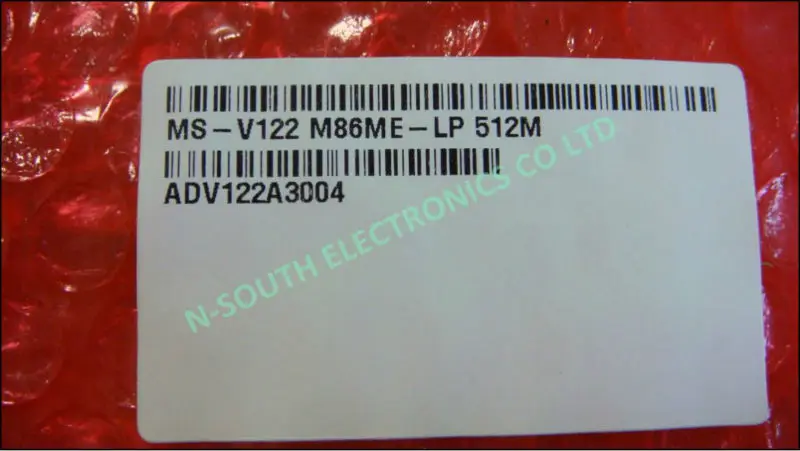 MS-V122 M86ME-LP 512M
ADV122A3004
N-SOUTH ELECTRONICS CO LTD